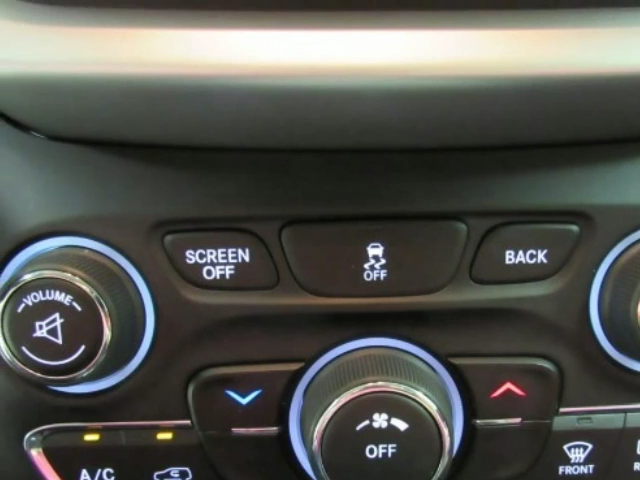 SCREEN
OFF
OFF
BACK
VOLUME
OFF
A/C
FRONT